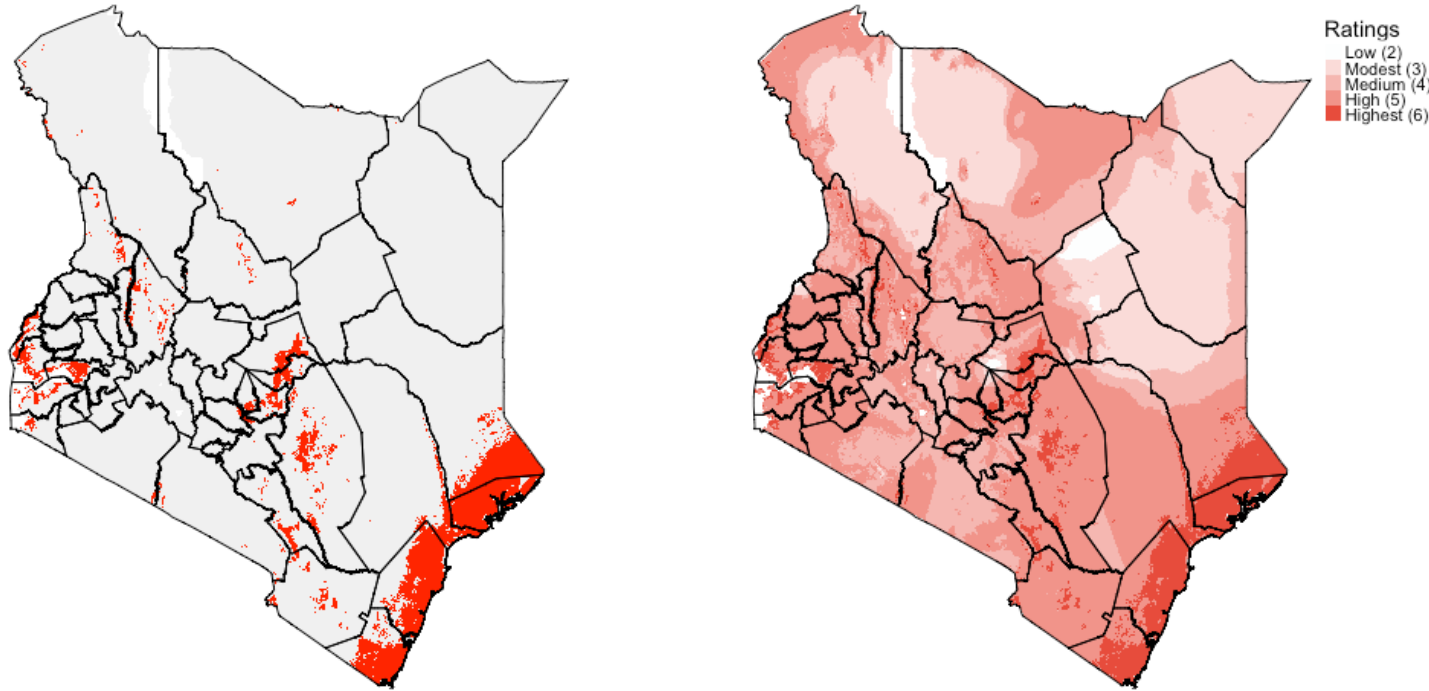 Ratings
Low (2)
Modest (3)
Medium (4)
High (5)
Highest (6)